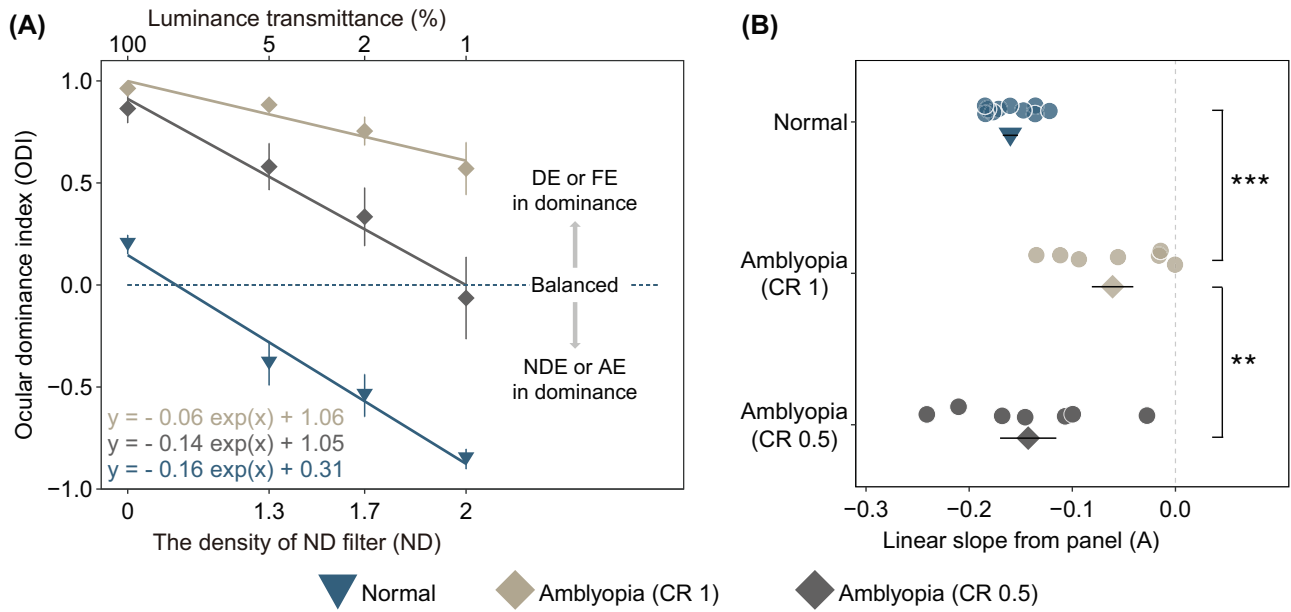 (A)
Luminance transmittance (%)
100 5 2 1
Ocular dominance index (ODI)
1.0
0.5
0.0
−0.5
−1.0
DE or FE
in dominance
Balanced
NDE or AE
in dominance
y = - 0.06 exp(x) + 1.06
y = - 0.14 exp(x) + 1.05
y = - 0.16 exp(x) + 0.31
0 1.3 1.7 2
The density of ND filter (ND)
(B)
Normal
Amblyopia
(CR 1)
Amblyopia
(CR 0.5)
***
**
−0.3 −0.2 −0.1 0.0
Linear slope from panel (A)
Normal Amblyopia (CR 1) Amblyopia (CR 0.5)